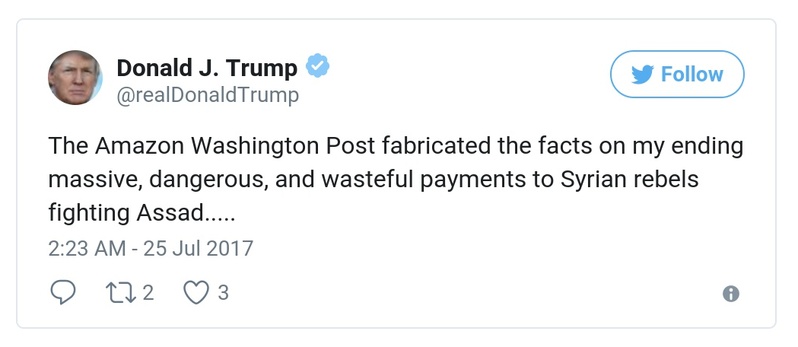 Donald J. Trump
@realDonaldTrump
Follow
The Amazon Washington Post fabricated the facts on my ending
massive, dangerous, and wasteful payments to Syrian rebels
fighting Assad.....
2:23 AM - 25 Jul 2017
2 3